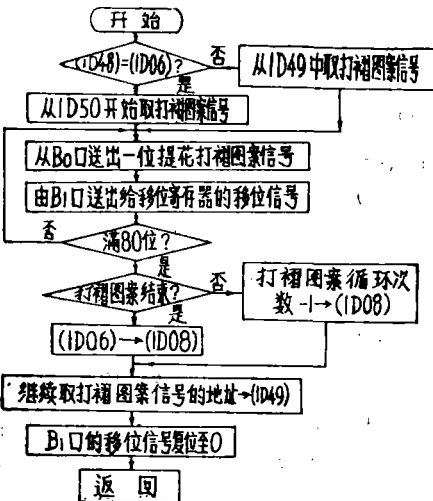 开始
(1D48)=(1D06)?
否
是
从1D49中取打褶图案信号
从1D50开始取打褶图案信号
从B0口送出一位提花打褶图案信号
由B1口送出给移位寄存器的移位信号
否
满80位?
是
打褶图案结束?
否
是
打褶图案循环次
数-1→(1D08)
(1D06)→(1D08)
继续取打褶图案信号的地址→(1D49)
B1口的移位信号复位至0
返回